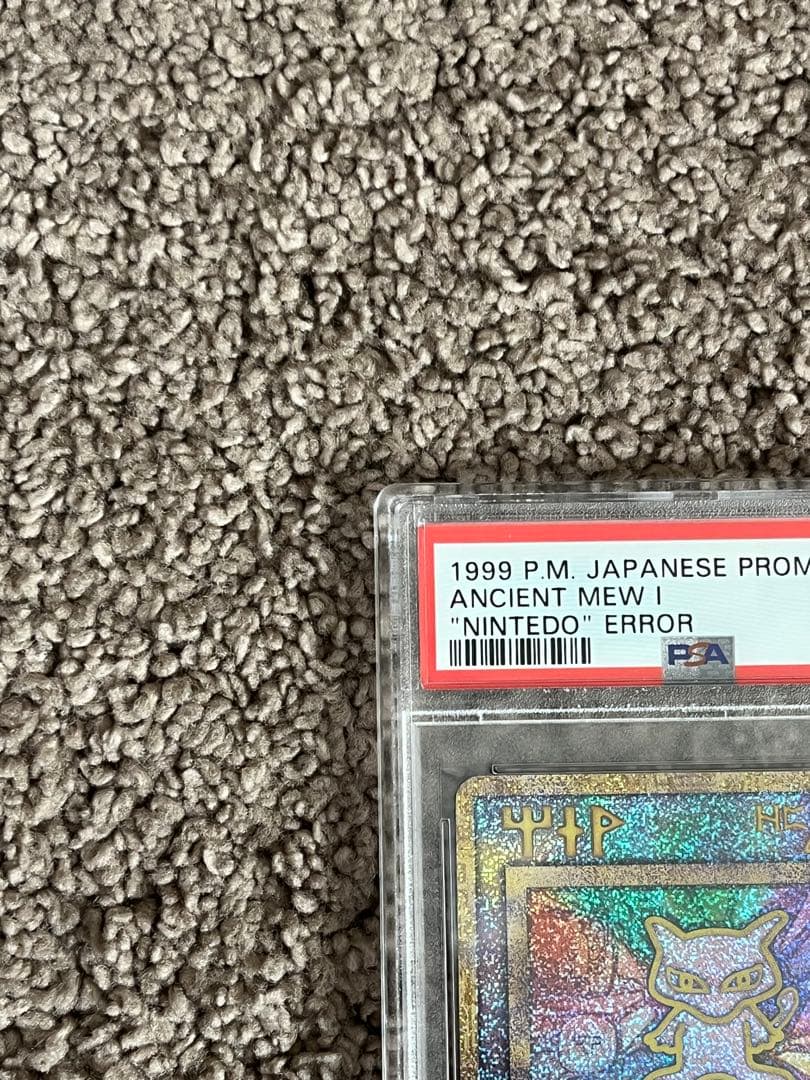 1999 P.M. JAPANESE PROM
ANCIENT MEW I
"NINTEDO" ERROR
PSA